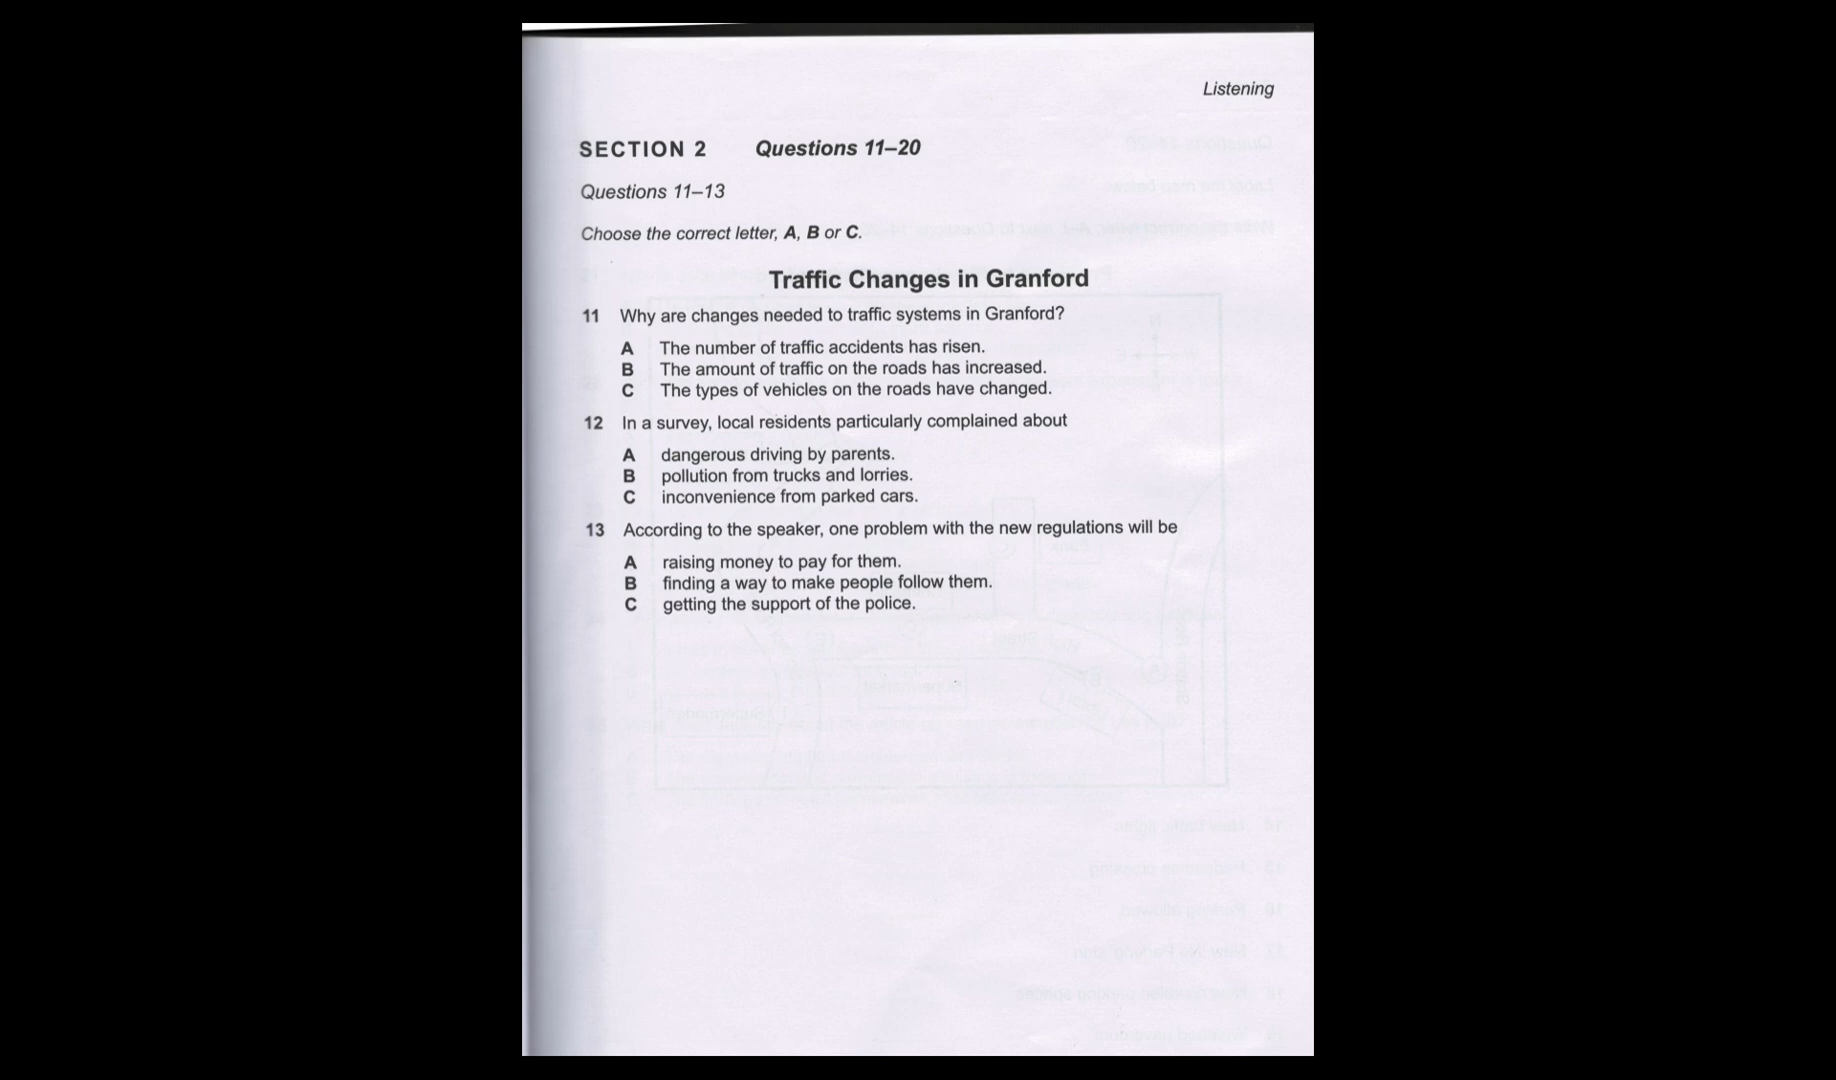 Listening
SECTION 2 Questions 11–20
Questions 11–13
Choose the correct letter, A, B or C.
Traffic Changes in Granford
11 Why are changes needed to traffic systems in Granford?
A The number of traffic accidents has risen.
B The amount of traffic on the roads has increased.
C The types of vehicles on the roads have changed.
12 In a survey, local residents particularly complained about
A dangerous driving by parents.
B pollution from trucks and lorries.
C inconvenience from parked cars.
13 According to the speaker, one problem with the new regulations will be
A raising money to pay for them.
B finding a way to make people follow them.
C getting the support of the police.